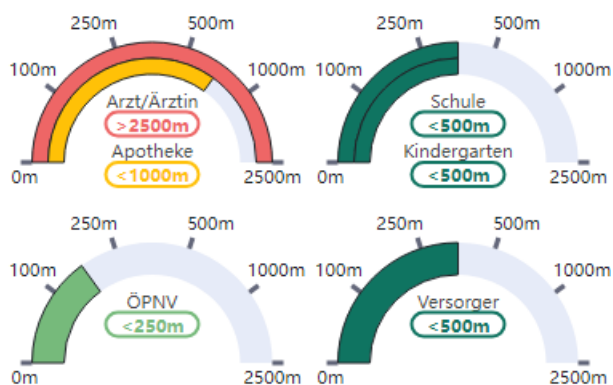 250m 500m
100m 1000m
Arzt/Ärztin
>2500m
Apotheke
<1000m
0m 2500m
250m 500m
100m 1000m
Schule
<500m
Kindergarten
<500m
0m 2500m
250m 500m
100m 1000m
ÖPNV
<250m
0m 2500m
250m 500m
100m 1000m
Versorger
<500m
0m 2500m